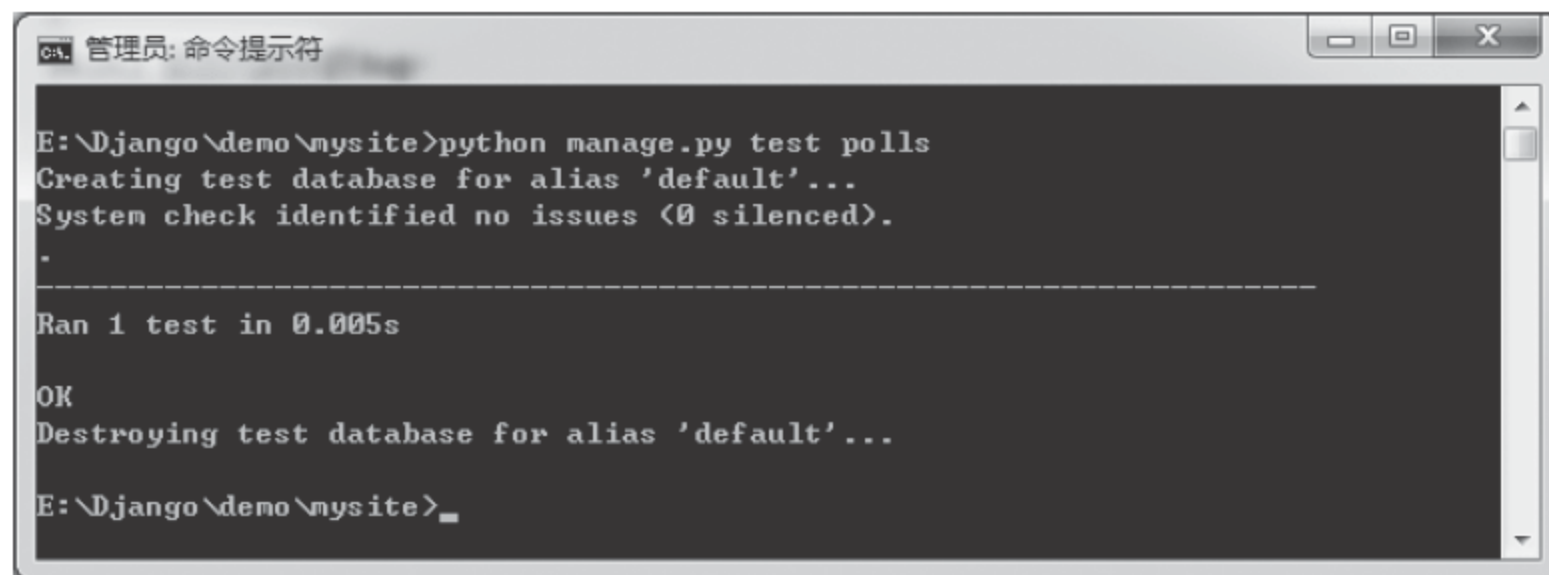 管理员: 命令提示符
E:\Django\demo\mysite>python manage.py test polls
Creating test database for alias 'default'...
System check identified no issues (0 silenced).
.
----------------------------------------------------------------------
Ran 1 test in 0.005s
OK
Destroying test database for alias 'default'...
E:\Django\demo\mysite>_